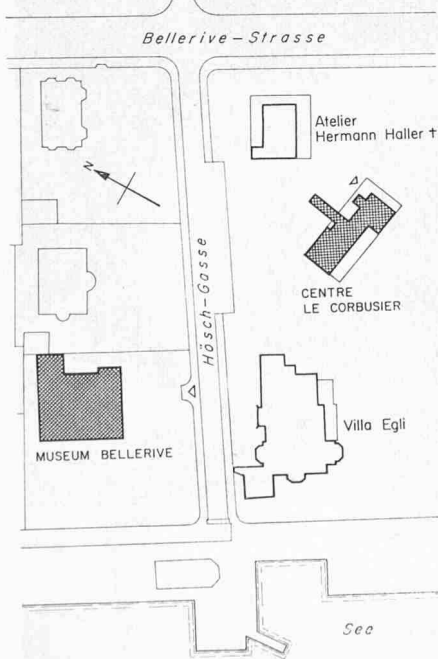 Bellerive-Strasse
Atelier
Hermann Haller †
N
Hösch-Gasse
CENTRE
LE CORBUSIER
MUSEUM BELLERIVE
Villa Egli
See